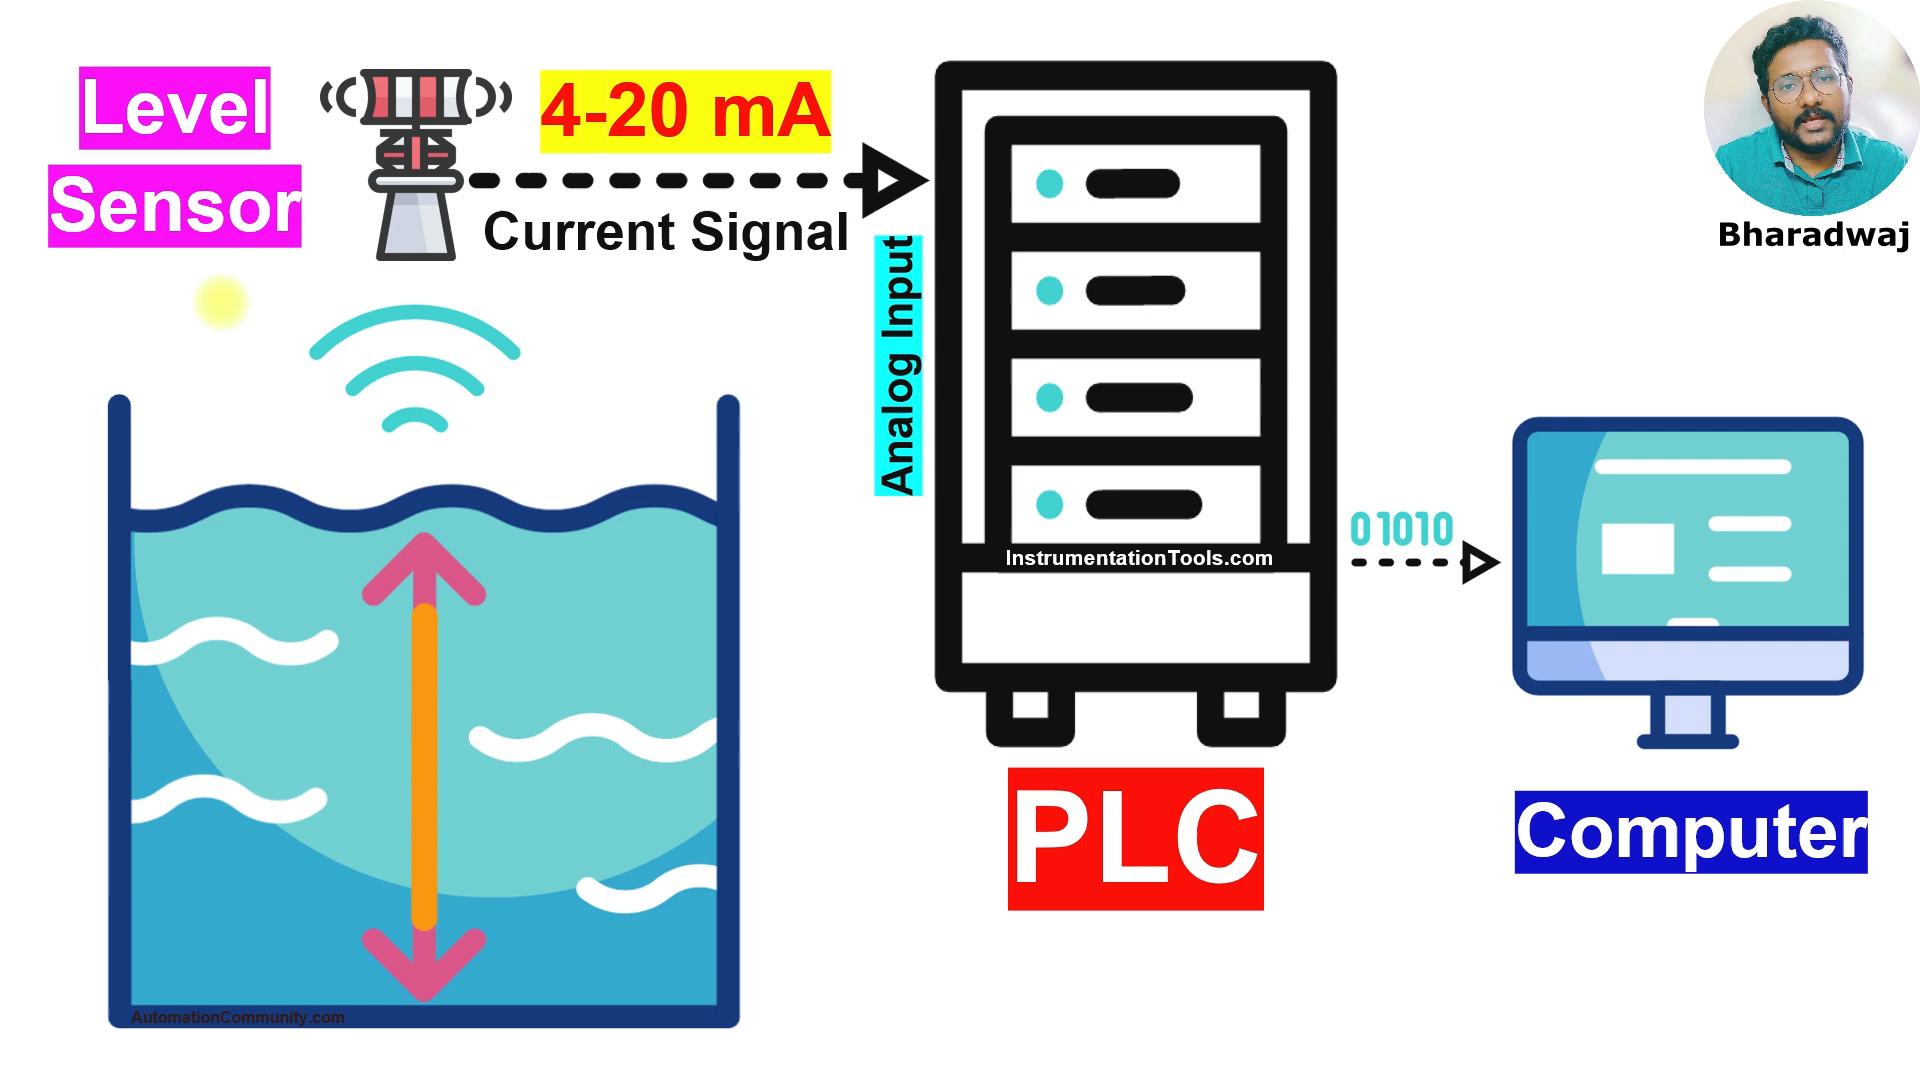 Level
Sensor
4-20 mA
Current Signal
Analog Input
InstrumentationTools.com
01010
PLC
Computer
Bharadwaj
AutomationCommunity.com